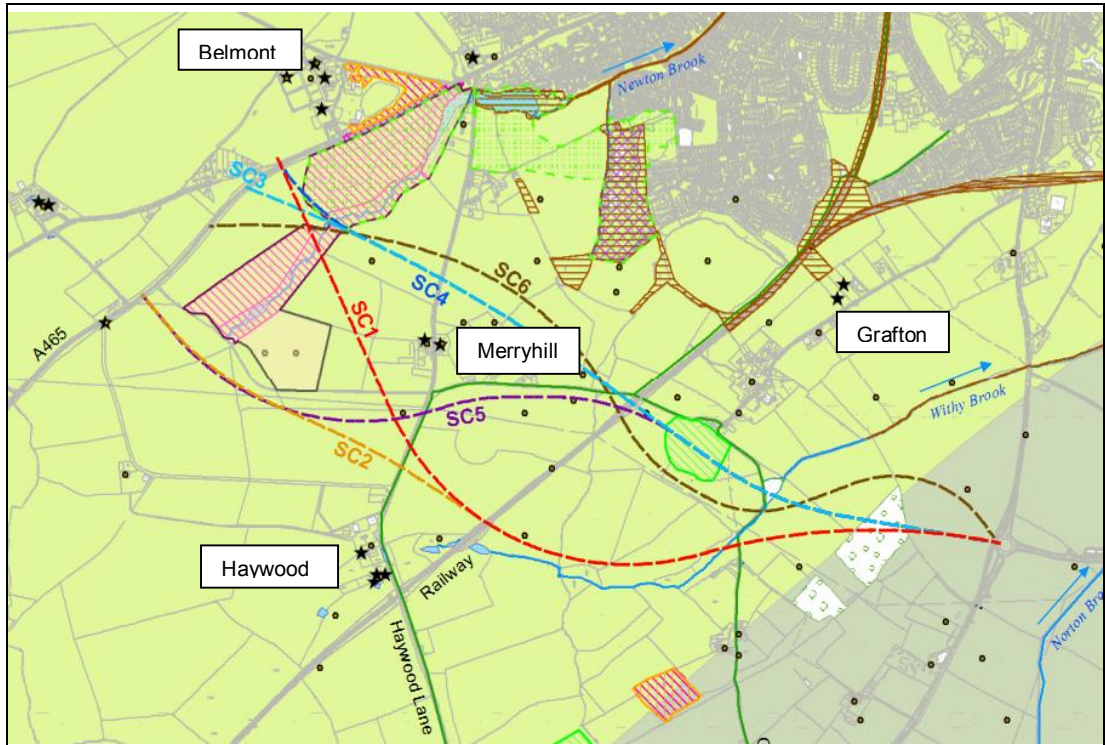 Belmont
Newton Brook
SC3
SC6
SC4
SC1
A465
Merryhill
Grafton
Withy Brook
SC5
SC2
Haywood
Railway
Haywood Lane